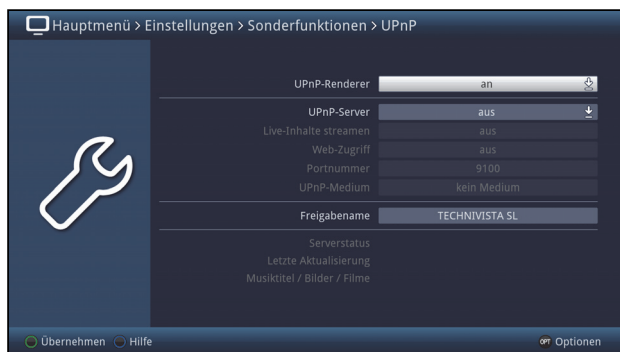 Hauptmenü > Einstellungen > Sonderfunktionen > UPnP
UPnP-Renderer an
UPnP-Server aus
Live-Inhalte streamen aus
Web-Zugriff aus
Portnummer 9100
UPnP-Medium kein Medium
Freigabename TECHNIVISTA SL
Serverstatus
Letzte Aktualisierung
Musiktitel / Bilder / Filme
Übernehmen Hilfe OPT Optionen